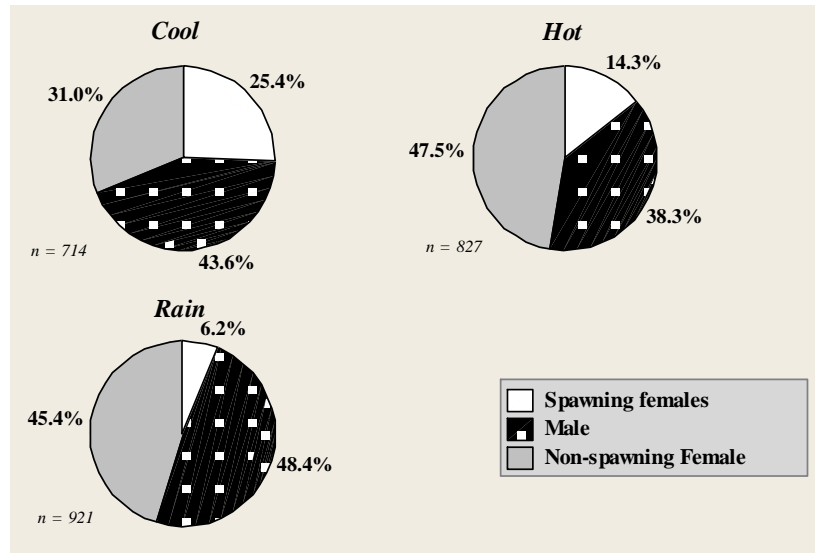 Cool
25.4%
31.0%
43.6%
n = 714
Hot
14.3%
47.5%
38.3%
n = 827
Rain
6.2%
45.4%
48.4%
n = 921
Spawning females
Male
Non-spawning Female